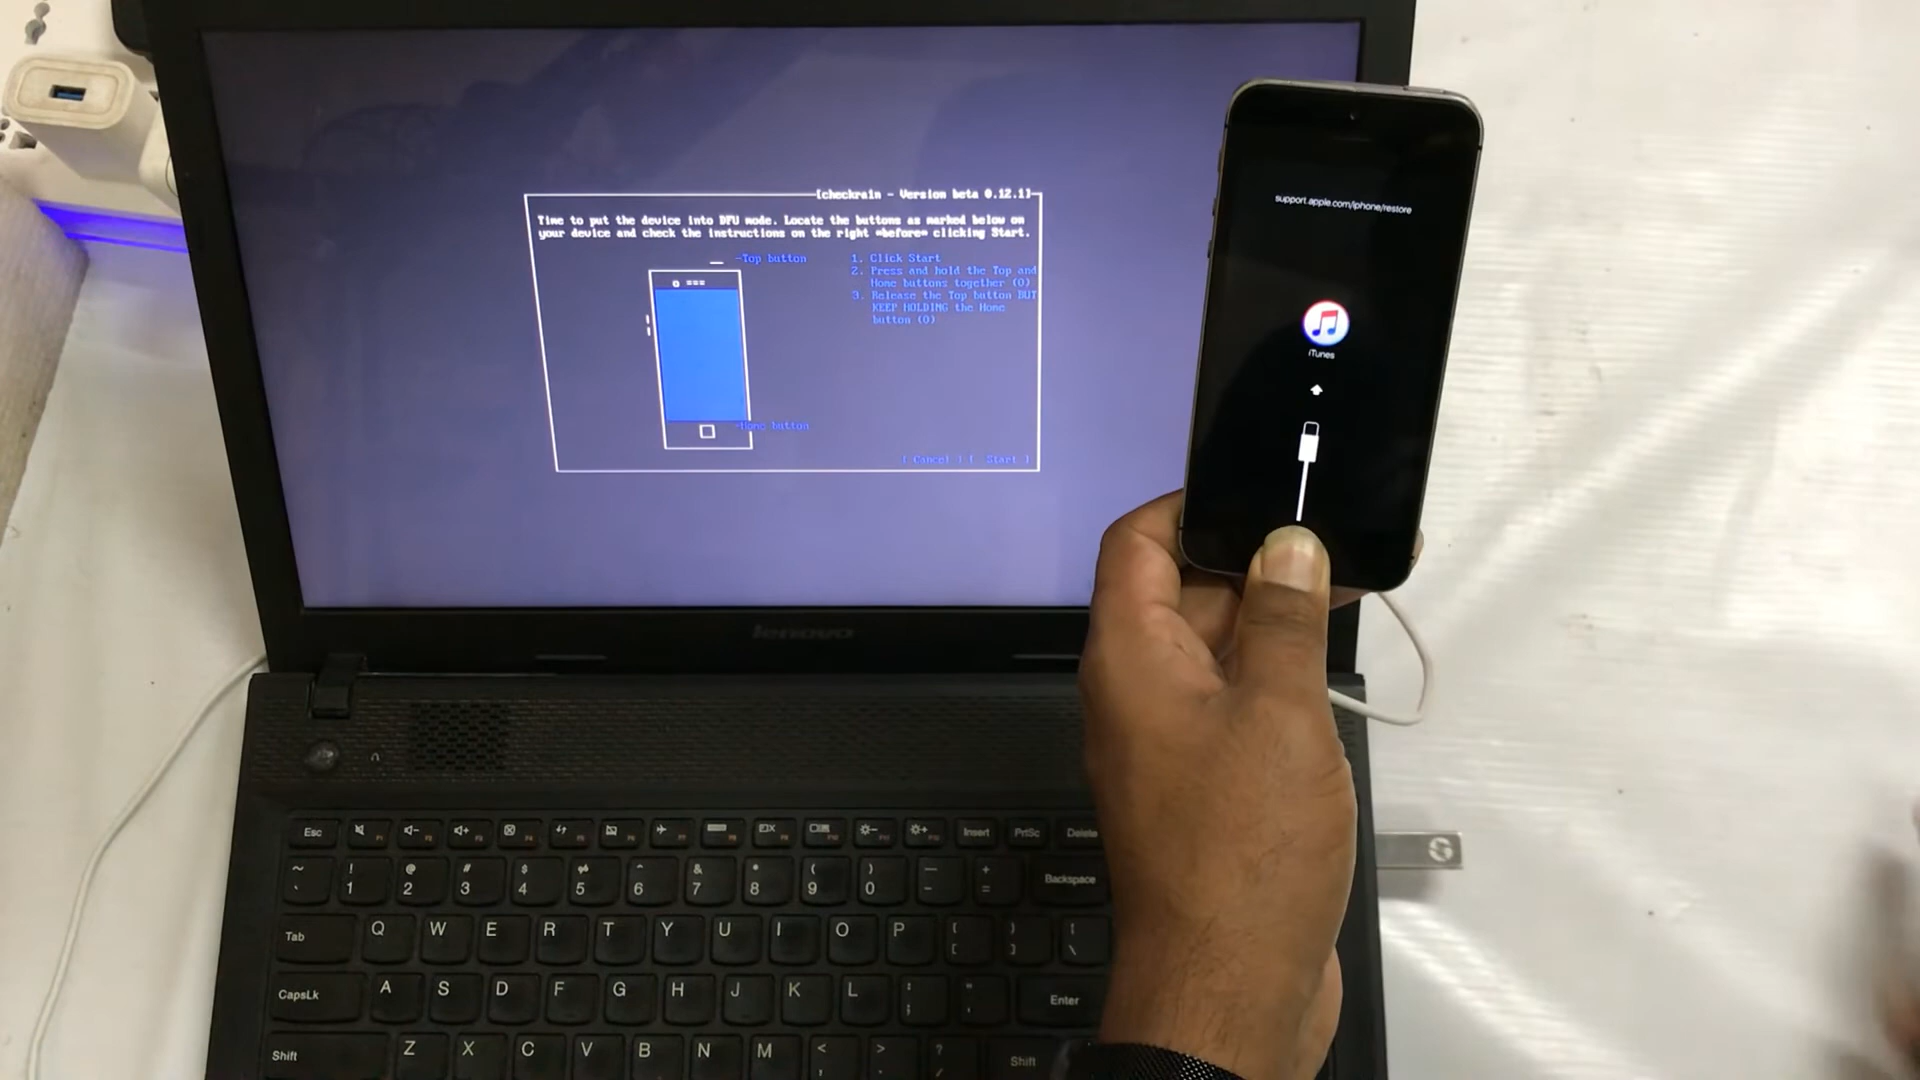 [checkra1n - Version beta 0.12.1]
Time to put the device into DFU mode. Locate the buttons as marked below on
your device and check the instructions on the right *before* clicking Start.
-Top button
1. Click Start
2. Press and hold the Top and
Home buttons together (0)
3. Release the Top button BUT
KEEP HOLDING the Home
button (0)
-Home button
[ Cancel ] [ Start ]
support.apple.com/iphone/restore
iTunes
lenovo
Esc
Insert
PrtSc
Delete
~ ! @ # $ % ^ & * ( ) — +
` 1 2 3 4 5 6 7 8 9 0 - =
Backspace
Tab
Q W E R T Y U I O P
CapsLk
A S D F G H J K L
Enter
Shift
Z X C V B N M < > ?
Shift